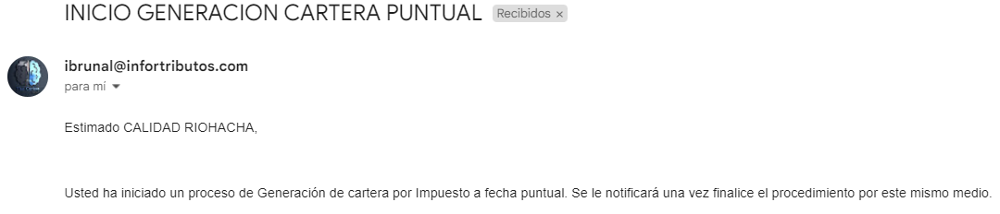 INICIO GENERACION CARTERA PUNTUAL Recibidos ×
ibrunal@infortributos.com
para mí
Estimado CALIDAD RIOHACHA,
Usted ha iniciado un proceso de Generación de cartera por Impuesto a fecha puntual. Se le notificará una vez finalice el procedimiento por este mismo medio.